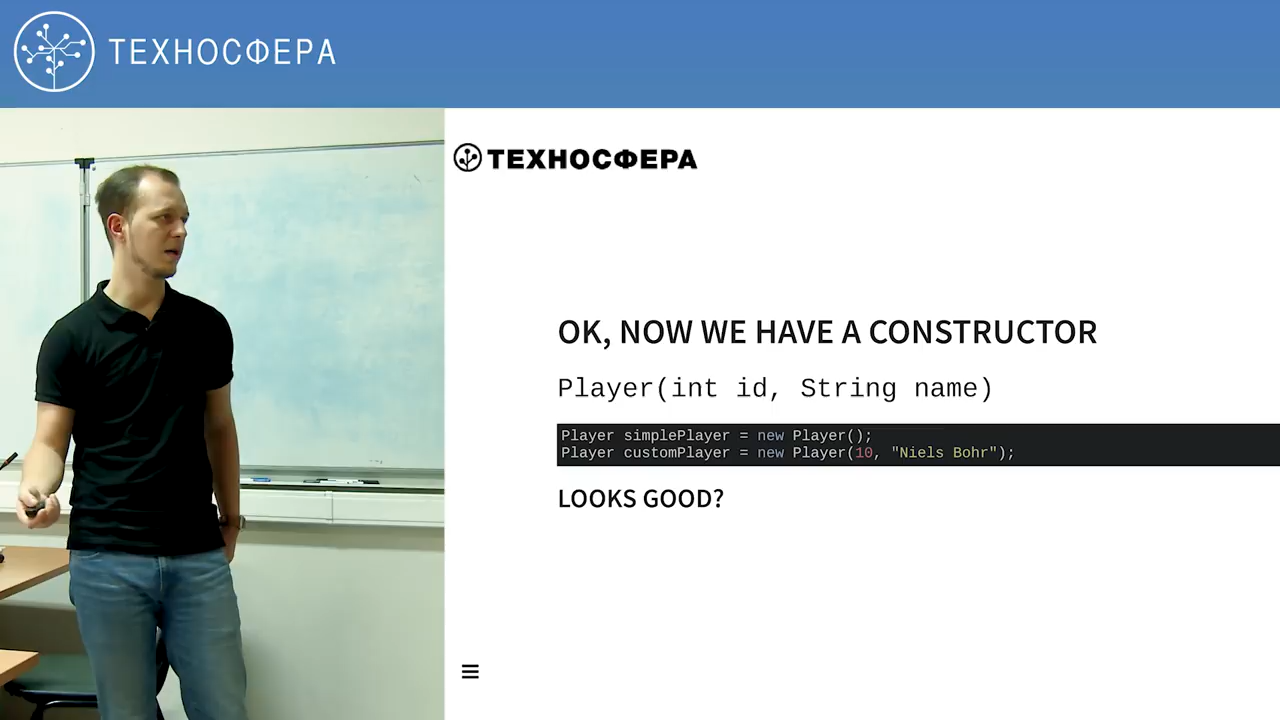 ТЕХНОСФЕРА
ТЕХНОСФЕРА
OK, NOW WE HAVE A CONSTRUCTOR
Player(int id, String name)
Player simplePlayer = new Player();
Player customPlayer = new Player(10, "Niels Bohr");
LOOKS GOOD?